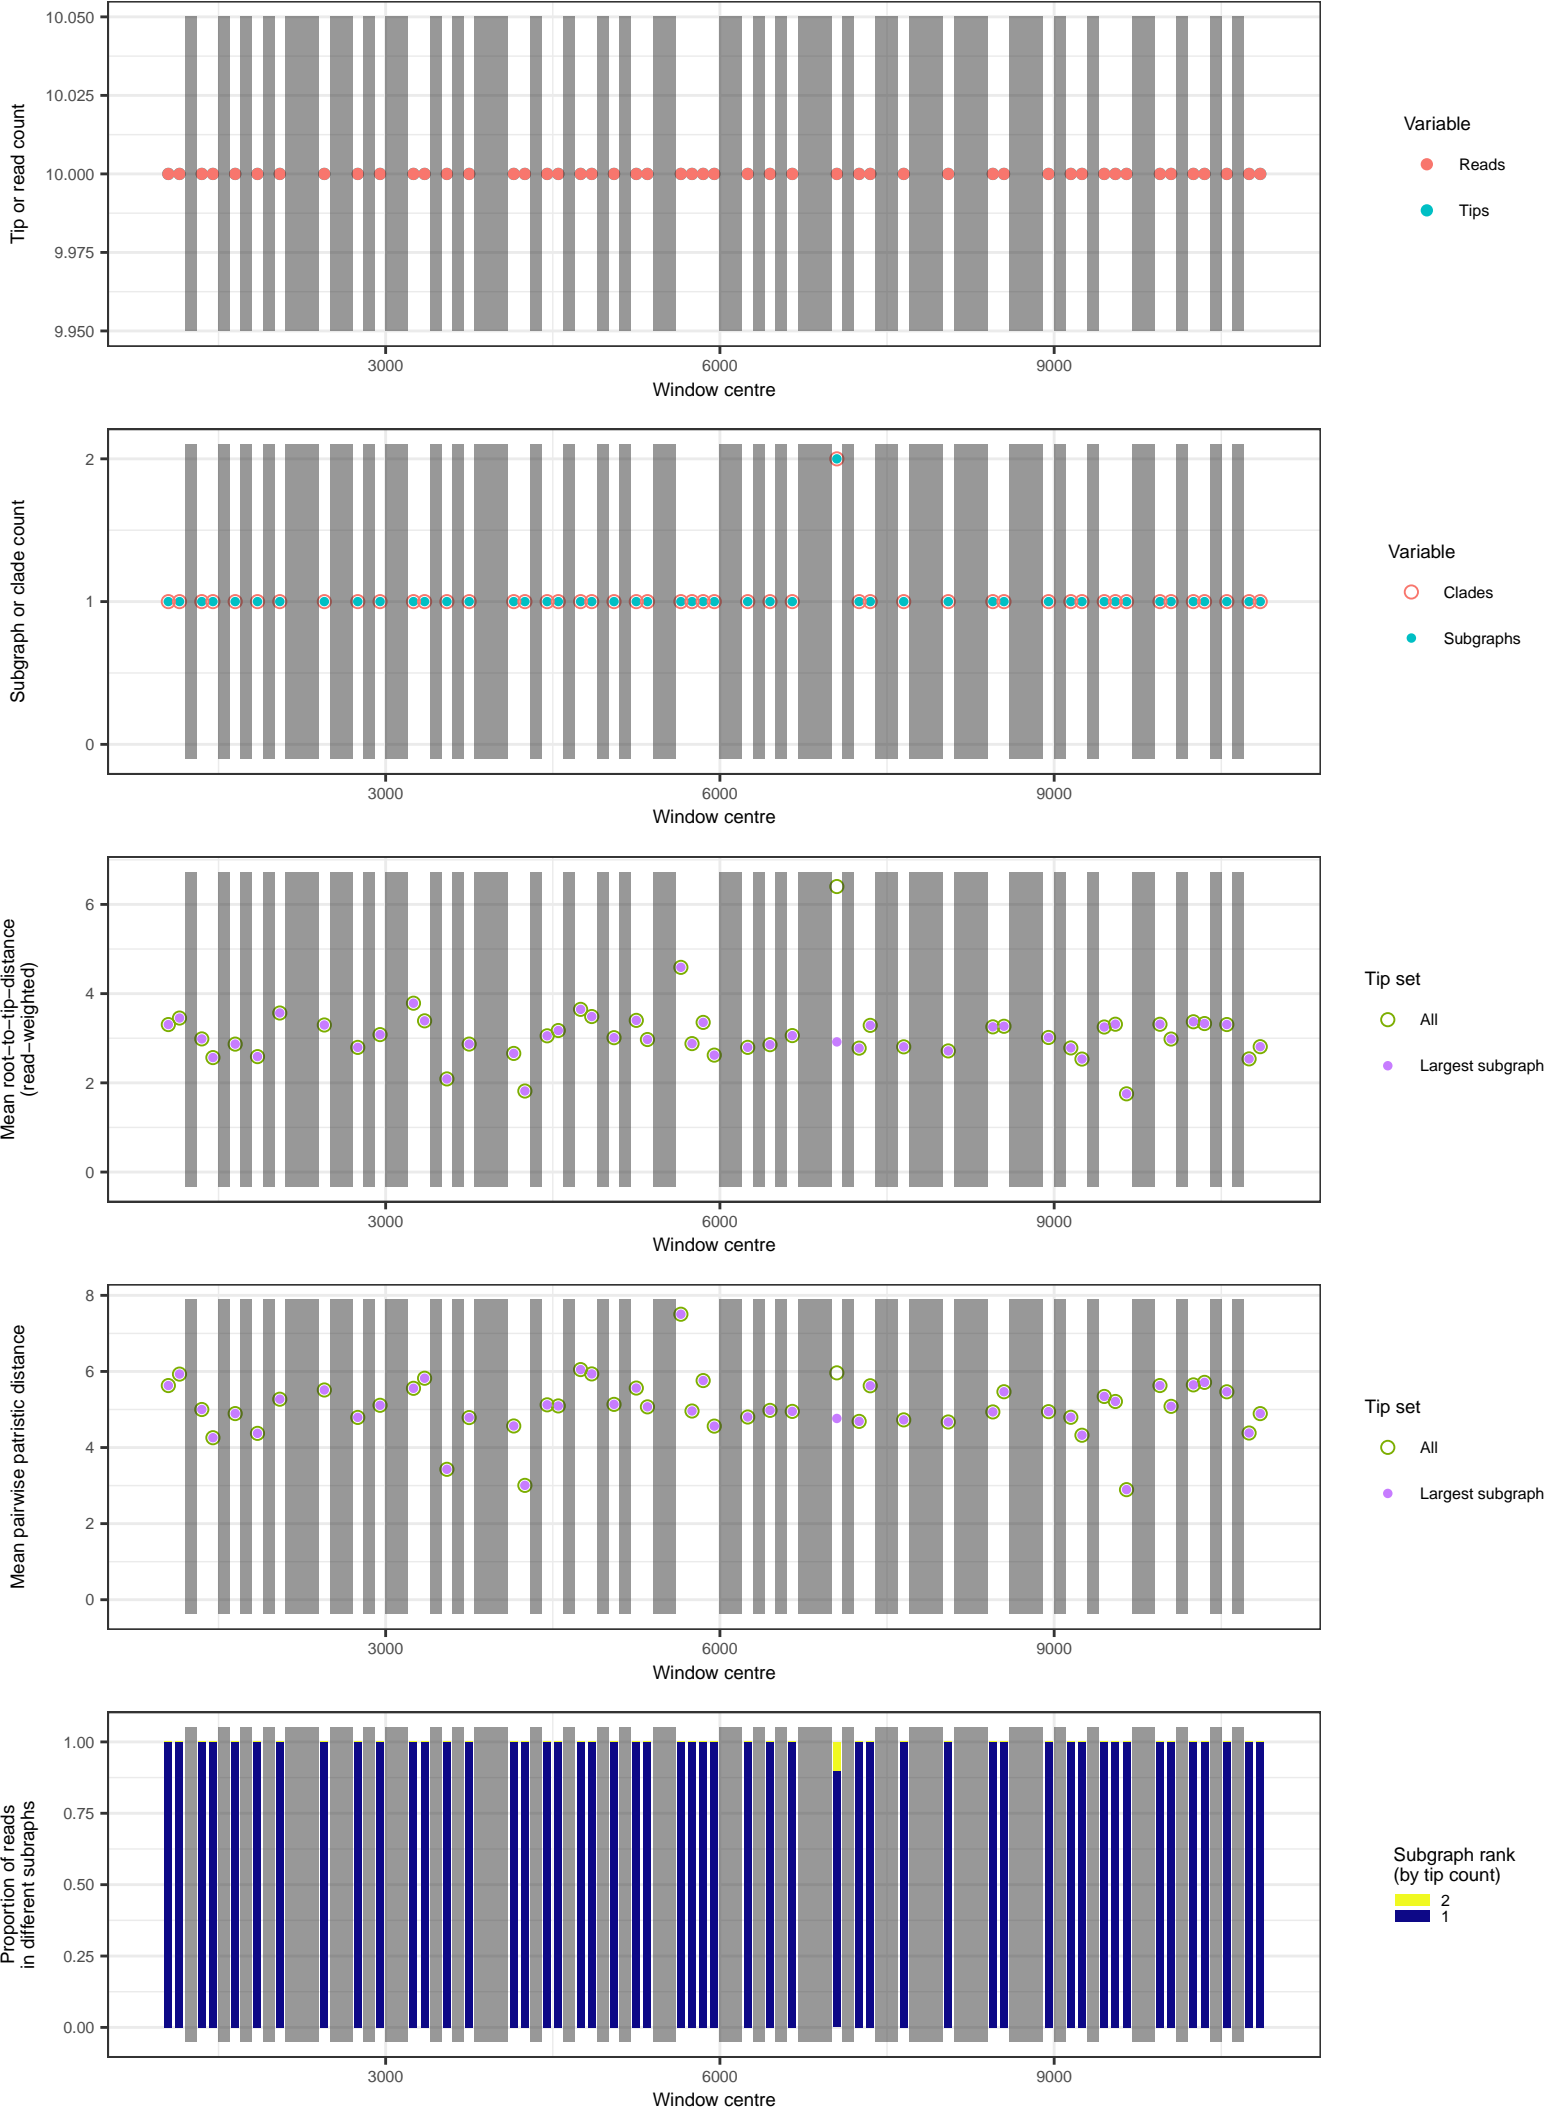 10.050
10.025
10.000
9.975
9.950
Tip or read count
3000 6000 9000
Window centre
Variable
Reads
Tips
2
1
0
Subgraph or clade count
3000 6000 9000
Window centre
Variable
Clades
Subgraphs
6
4
2
0
Mean root−to−tip−distance
(read−weighted)
3000 6000 9000
Window centre
Tip set
All
Largest subgraph
8
6
4
2
0
Mean pairwise patristic distance
3000 6000 9000
Window centre
Tip set
All
Largest subgraph
1.00
0.75
0.50
0.25
0.00
Proportion of reads
in different subraphs
3000 6000 9000
Window centre
Subgraph rank
(by tip count)
2
1